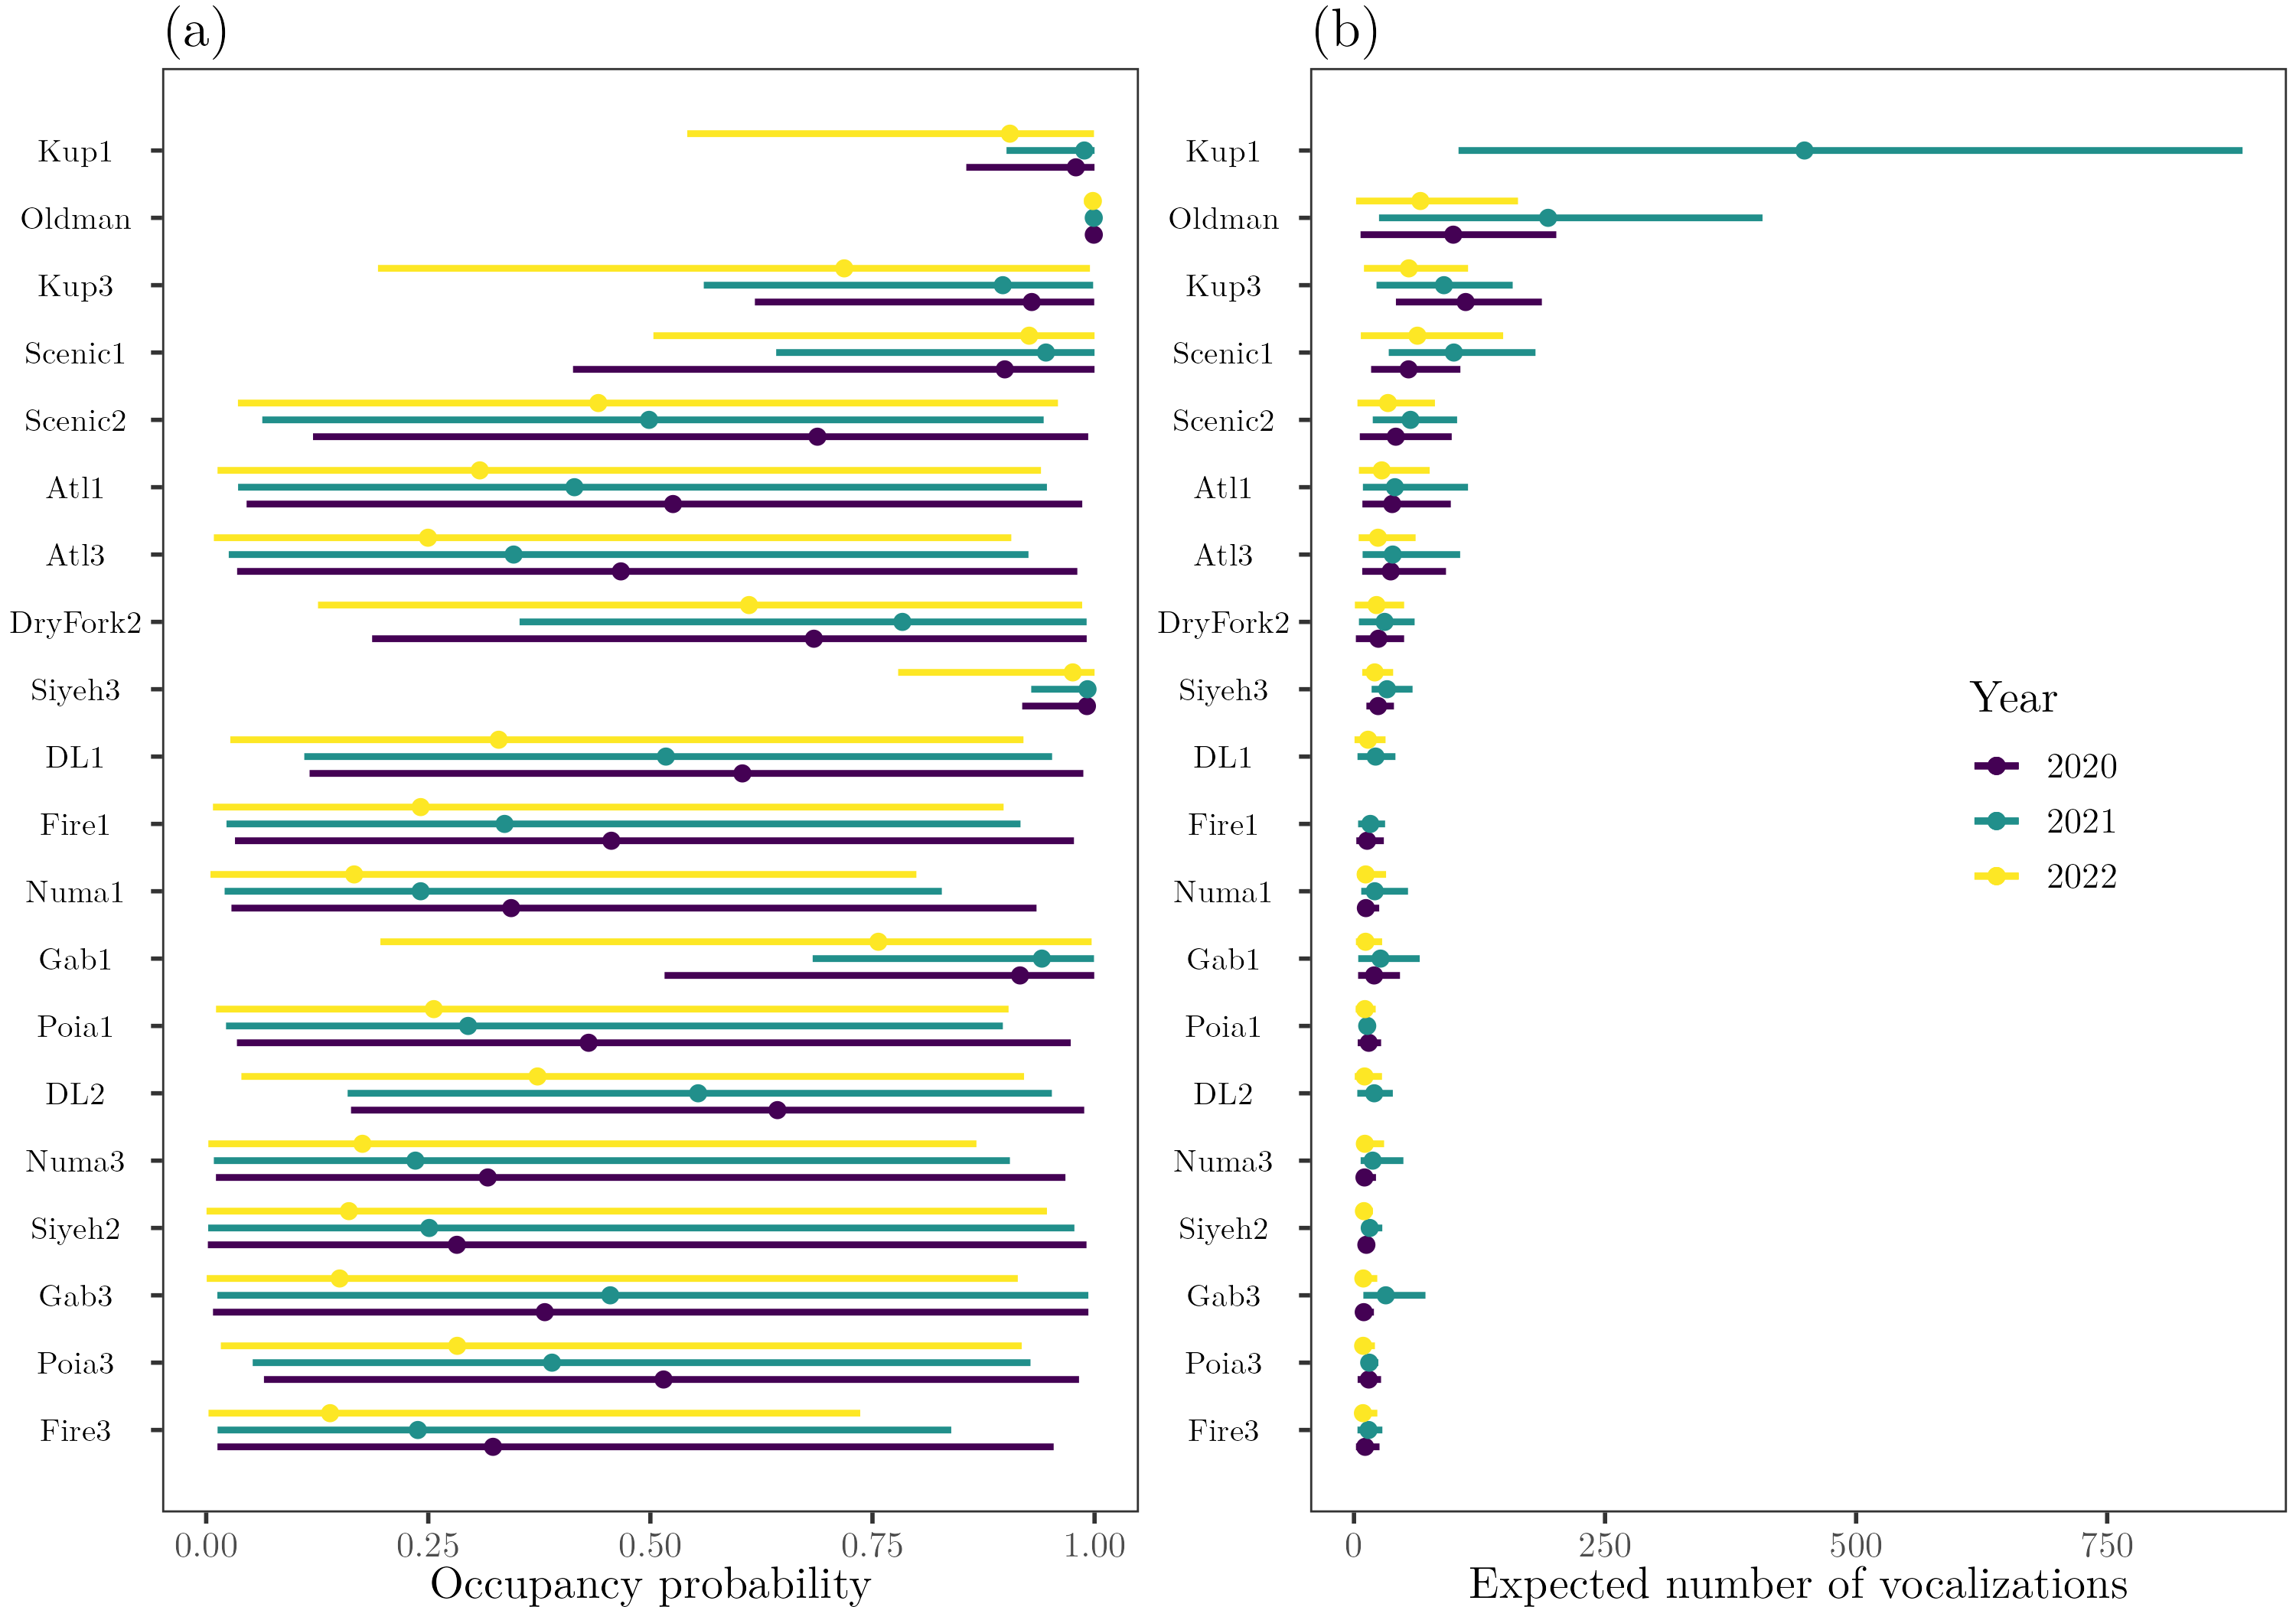 (a)
Kup1
Oldman
Kup3
Scenic1
Scenic2
Atl1
Atl3
DryFork2
Siyeh3
DL1
Fire1
Numa1
Gab1
Poia1
DL2
Numa3
Siyeh2
Gab3
Poia3
Fire3
0.00 0.25 0.50 0.75 1.00
Occupancy probability
(b)
Kup1
Oldman
Kup3
Scenic1
Scenic2
Atl1
Atl3
DryFork2
Siyeh3
DL1
Fire1
Numa1
Gab1
Poia1
DL2
Numa3
Siyeh2
Gab3
Poia3
Fire3
0 250 500 750
Expected number of vocalizations
Year
2020
2021
2022